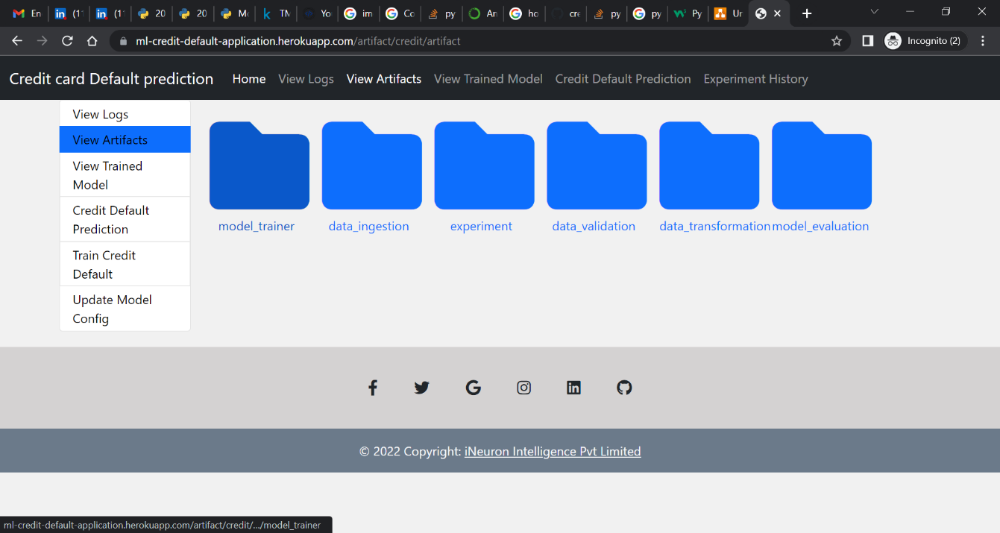 En
(1
(1
20
20
Mo
TM
Yo
im
Co
py
An
ho
cre
py
py
Py
Ur
ml-credit-default-application.herokuapp.com/artifact/credit/artifact
Incognito (2)
Credit card Default prediction Home View Logs View Artifacts View Trained Model Credit Default Prediction Experiment History
View Logs
View Artifacts
View Trained
Model
Credit Default
Prediction
Train Credit
Default
Update Model
Config
model_trainer data_ingestion experiment data_validation data_transformation model_evaluation
© 2022 Copyright: iNeuron Intelligence Pvt Limited
ml-credit-default-application.herokuapp.com/artifact/credit/.../model_trainer